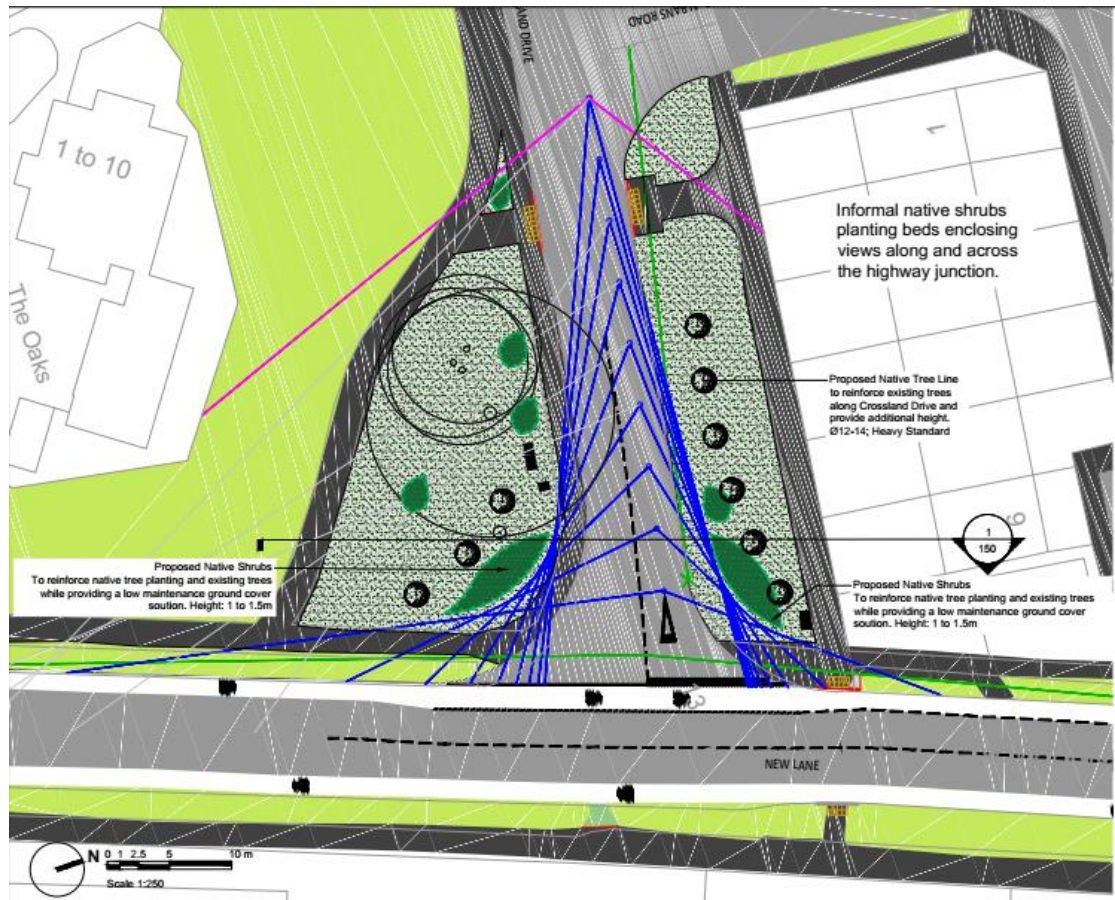 AND DRIVE
ALBANS ROAD
1 to 10
The Oaks
1
Informal native shrubs
planting beds enclosing
views along and across
the highway junction.
Proposed Native Tree Line
to reinforce existing trees
along Crossland Drive and
provide additional height.
Ø12-14; Heavy Standard
9
1
150
Proposed Native Shrubs
To reinforce native tree planting and existing trees
while providing a low maintenance ground cover
soution. Height: 1 to 1.5m
Proposed Native Shrubs
To reinforce native tree planting and existing trees
while providing a low maintenance ground cover
soution. Height: 1 to 1.5m
NEW LANE
N
0 1 2.5 5 10 m
Scale 1:250